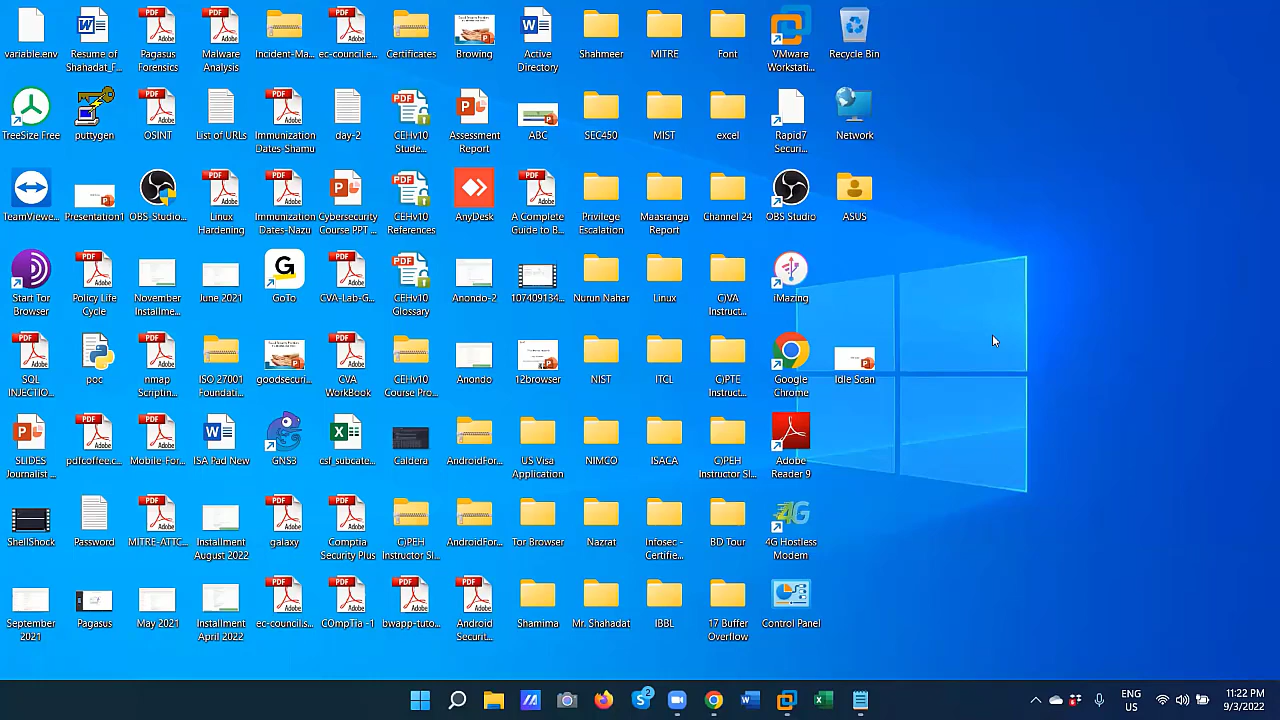 variable.env
Resume of
Shahadat_F...
Pagasus
Forensics
Malware
Analysis
Incident-Ma...
ec-council.e...
Certificates
Browing
Active
Directory
Shahmeer
MITRE
Font
VMware
Workstati...
Recycle Bin
TreeSize Free
puttygen
OSINT
List of URLs
Immunization
Dates-Shamu
day-2
CEHv10
Stude...
Assessment
Report
ABC
SEC450
MIST
excel
Rapid7
Securi...
Network
TeamViewe...
Presentation1
OBS-Studio...
Linux
Hardening
Immunization
Dates-Nazu
Cybersecurity
Course PPT ...
CEHv10
References
AnyDesk
A Complete
Guide to B...
Privilege
Escalation
Maasranga
Report
Channel 24
OBS Studio
ASUS
Start Tor
Browser
Policy Life
Cycle
November
Installme...
June 2021
GoTo
CVA-Lab-G...
CEHv10
Glossary
Anondo-2
107409134...
Nurun Nahar
Linux
C)VA
Instruct...
iMazing
SQL
INJECTIO...
poc
nmap
Scriptin...
ISO 27001
Foundati...
goodsecuri...
CVA
WorkBook
CEHv10
Course Pro...
Anondo
12browser
NIST
ITCL
C)PTE
Instruct...
Google
Chrome
Idle Scan
SLIDES
Journalist ...
pdfcoffee.c...
Mobile-For...
ISA Pad New
GNS3
csf_subcate...
Caldera
AndroidFor...
US Visa
Application
NIMCO
ISACA
C)PEH
Instructor Sl...
Adobe
Reader 9
ShellShock
Password
MITRE-ATTC...
Installment
August 2022
galaxy
Comptia
Security Plus
C)PEH
Instructor Sl...
AndroidFor...
Tor Browser
Nazrat
Infosec -
Certifie...
BD Tour
4G Hostless
Modem
September
2021
Pagasus
May 2021
Installment
April 2022
ec-council.s...
COmpTia -1
bwapp-tuto...
Android
Securit...
Shamima
Mr. Shahadat
IBBL
17 Buffer
Overflow
Control Panel
ENG
US
11:22 PM
9/3/2022